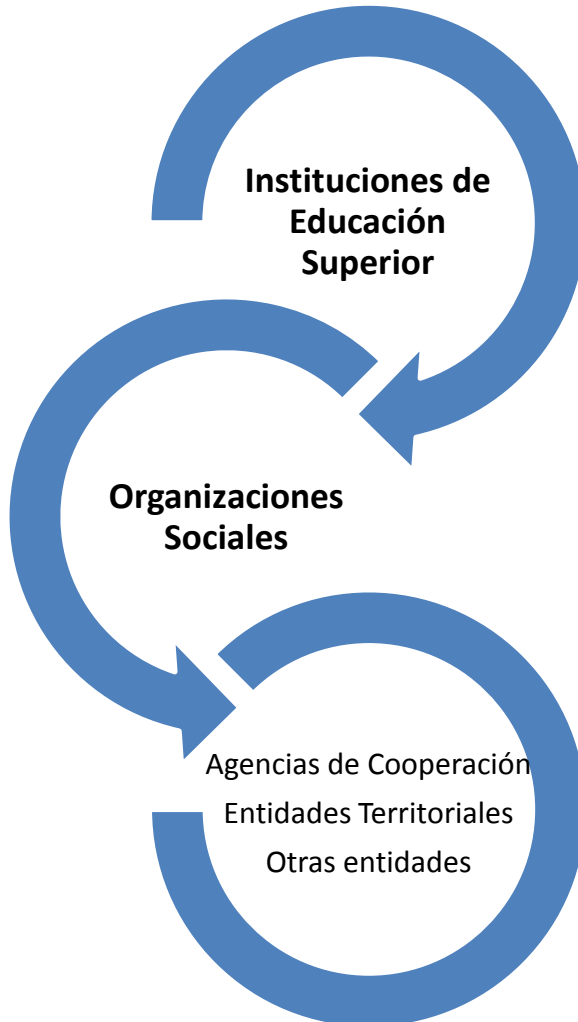 Instituciones de
Educación
Superior
Organizaciones
Sociales
Agencias de Cooperación
Entidades Territoriales
Otras entidades